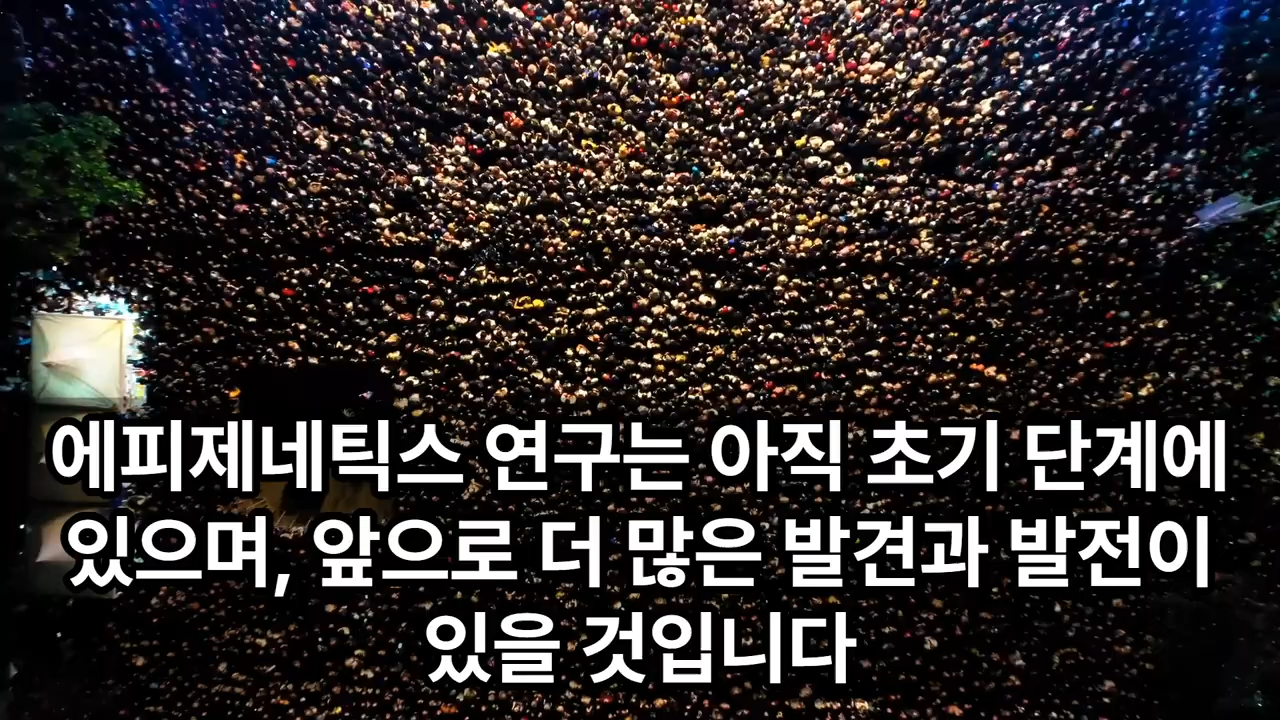 에피제네틱스 연구는 아직 초기 단계에
있으며, 앞으로 더 많은 발견과 발전이
있을 것입니다